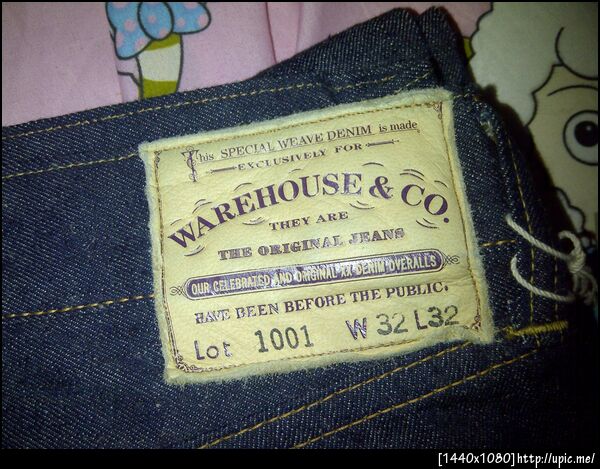 This SPECIAL WEAVE DENIM is made
EXCLUSIVELY FOR
WAREHOUSE & CO.
THEY ARE
THE ORIGINAL JEANS
OUR CELEBRATED AND ORIGINAL XX DENIM OVERALLS
HAVE BEEN BEFORE THE PUBLIC.
Lot 1001 W 32 L32
[1440x1080]http://upic.me/